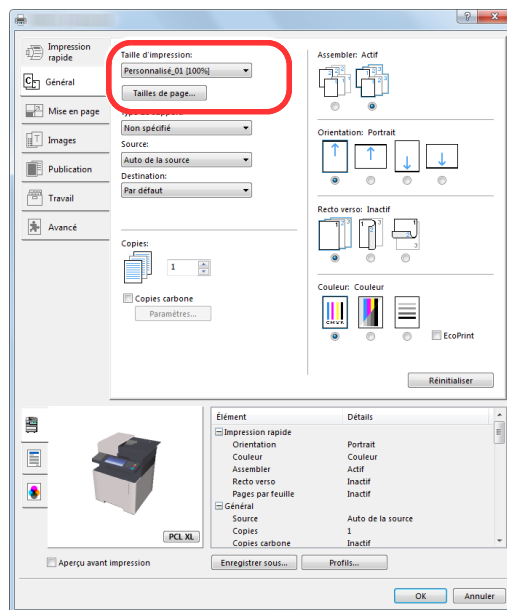 Impression
rapide
Général
Mise en page
Images
Publication
Travail
Avancé
Taille d'impression:
Personnalisé_01 [100%]
Tailles de page...
Non spécifié
Source:
Auto de la source
Destination:
Par défaut
Copies:
1
Copies carbone
Paramètres...
Assembler: Actif
Orientation: Portrait
Recto verso: Inactif
Couleur: Couleur
CMYK
EcoPrint
Réinitialiser
PCL XL
Aperçu avant impression
Élément Détails
Impression rapide
Orientation Portrait
Couleur Couleur
Assembler Actif
Recto verso Inactif
Pages par feuille Inactif
Général
Source Auto de la source
Copies 1
Copies carbone Inactif
Enregistrer sous... Profils...
OK Annuler